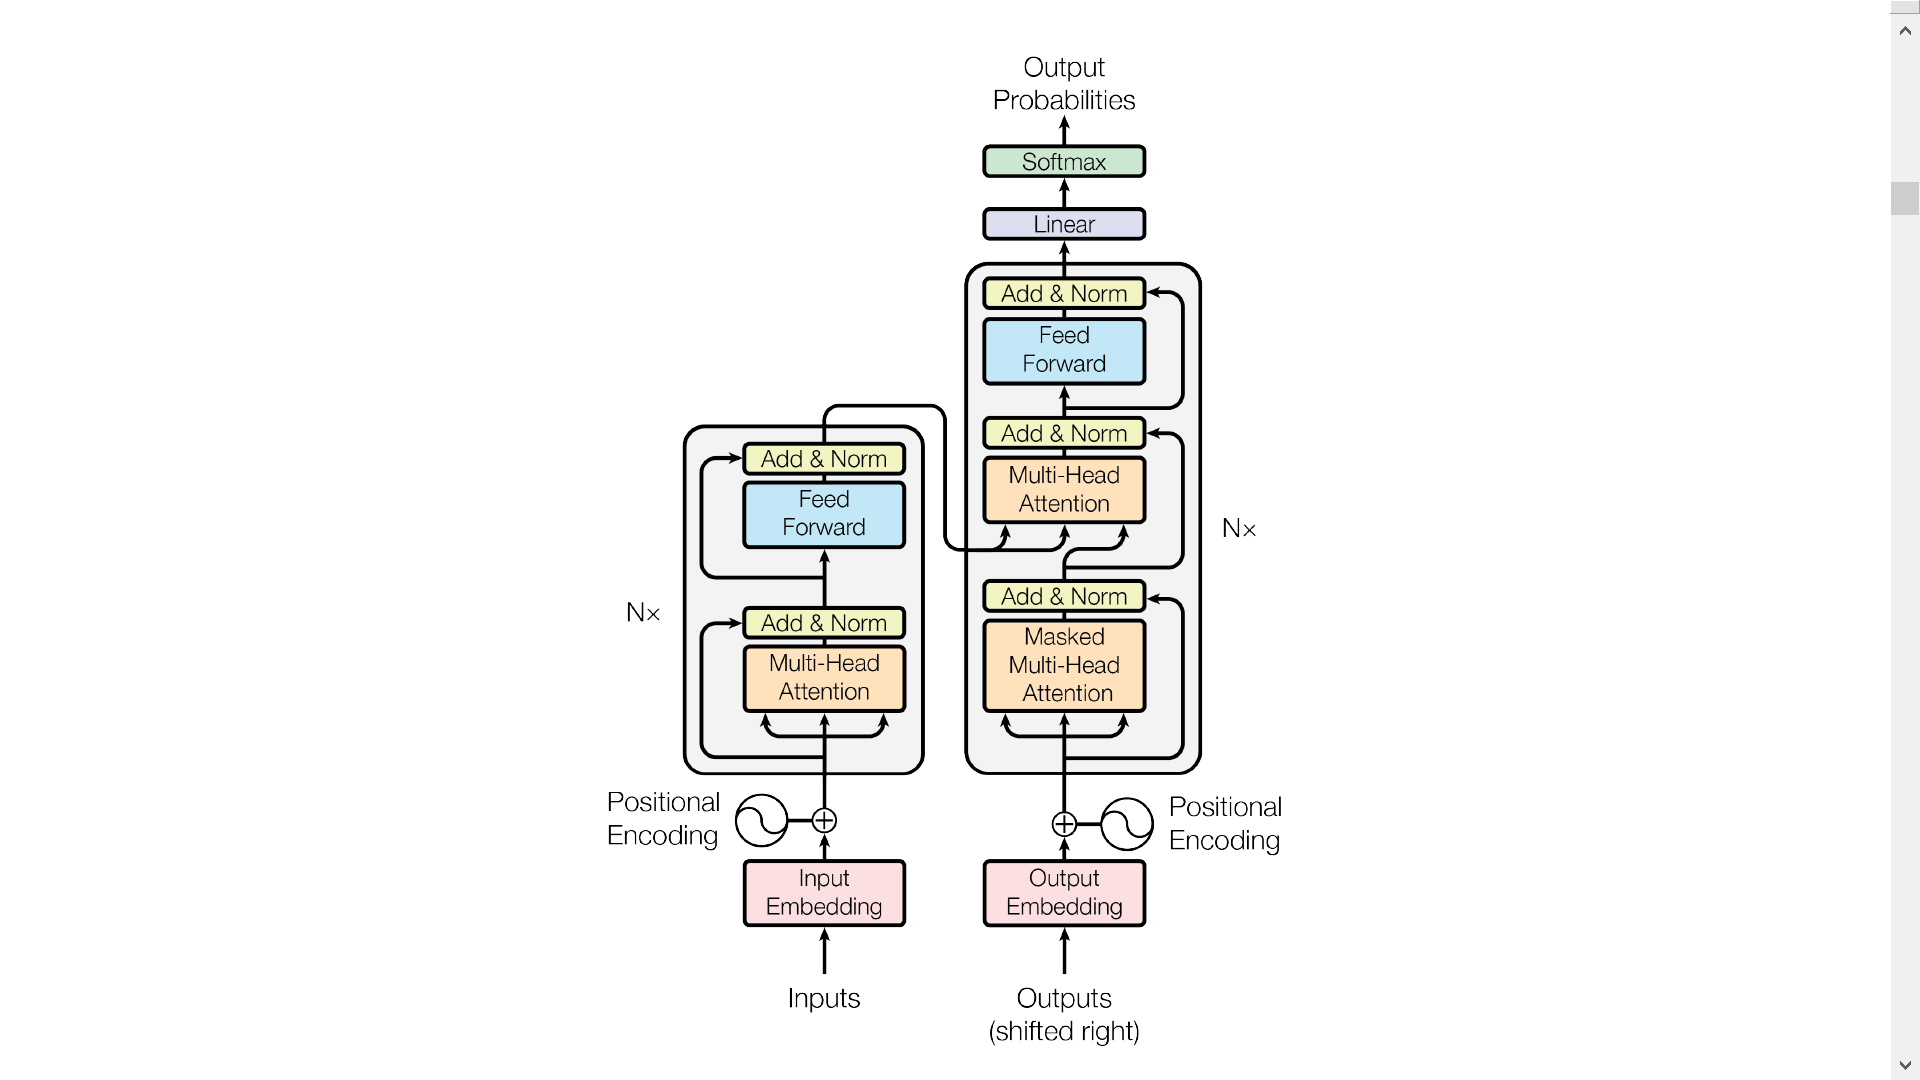 Output
Probabilities
Softmax
Linear
Add & Norm
Feed
Forward
Add & Norm
Multi-Head
Attention
Nx
Add & Norm
Masked
Multi-Head
Attention
Add & Norm
Feed
Forward
Nx
Add & Norm
Multi-Head
Attention
Positional
Encoding
Positional
Encoding
Input
Embedding
Output
Embedding
Inputs
Outputs
(shifted right)